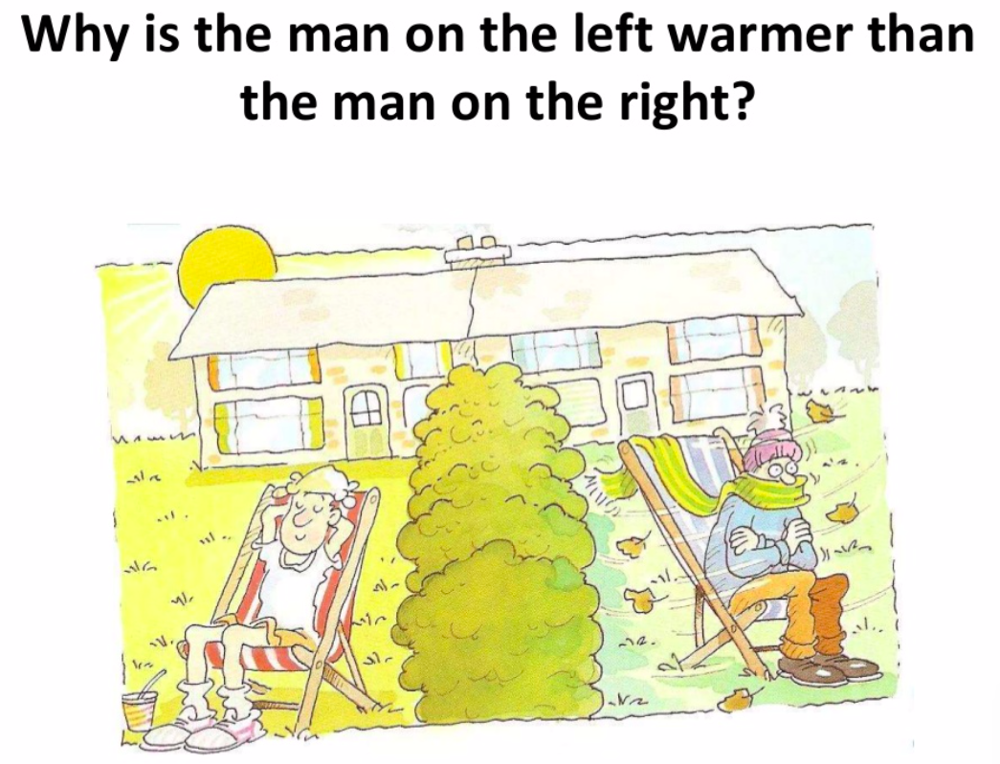 Why is the man on the left warmer than
the man on the right?